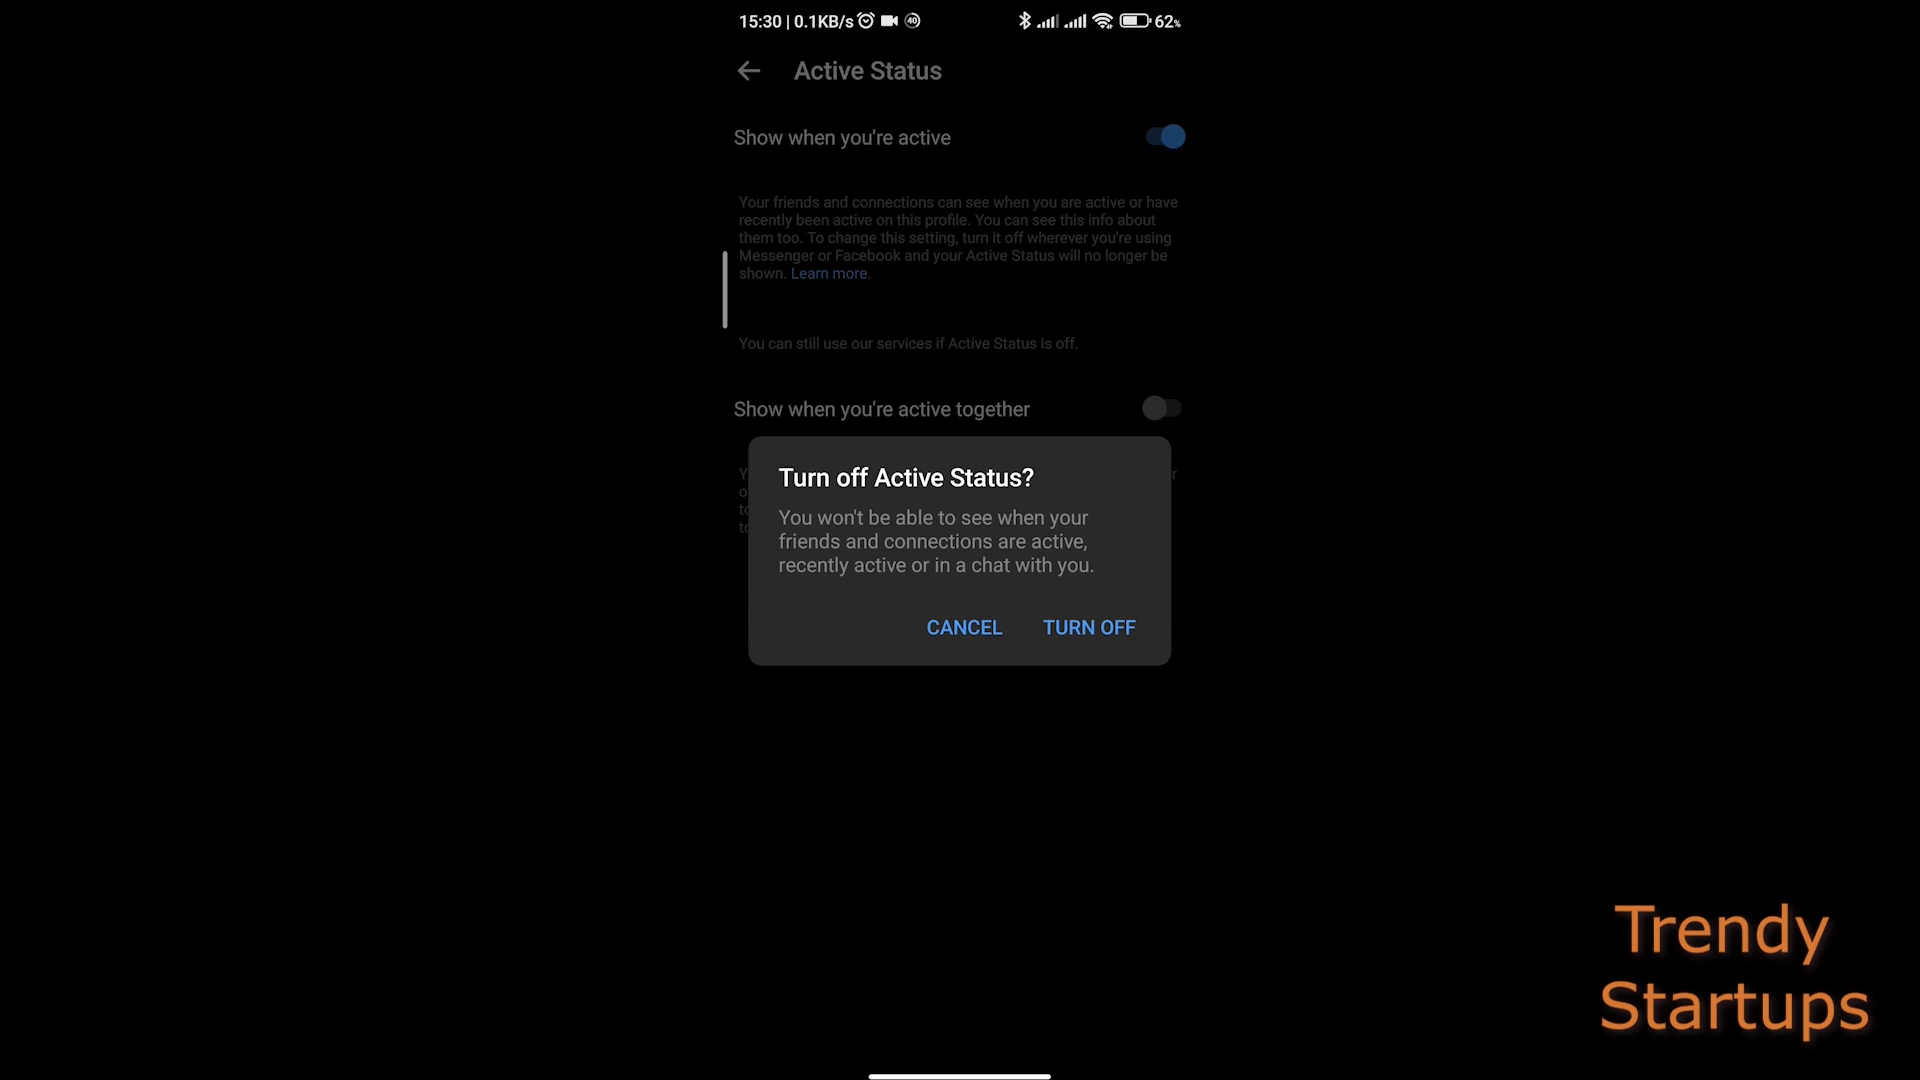 15:30 | 0.1KB/s 40 62%
Active Status
Show when you're active
Your friends and connections can see when you are active or have
recently been active on this profile. You can see this info about
them too. To change this setting, turn it off wherever you're using
Messenger or Facebook and your Active Status will no longer be
shown. Learn more.
You can still use our services if Active Status is off.
Show when you're active together
Turn off Active Status?
You won't be able to see when your
friends and connections are active,
recently active or in a chat with you.
CANCEL TURN OFF
Trendy
Startups